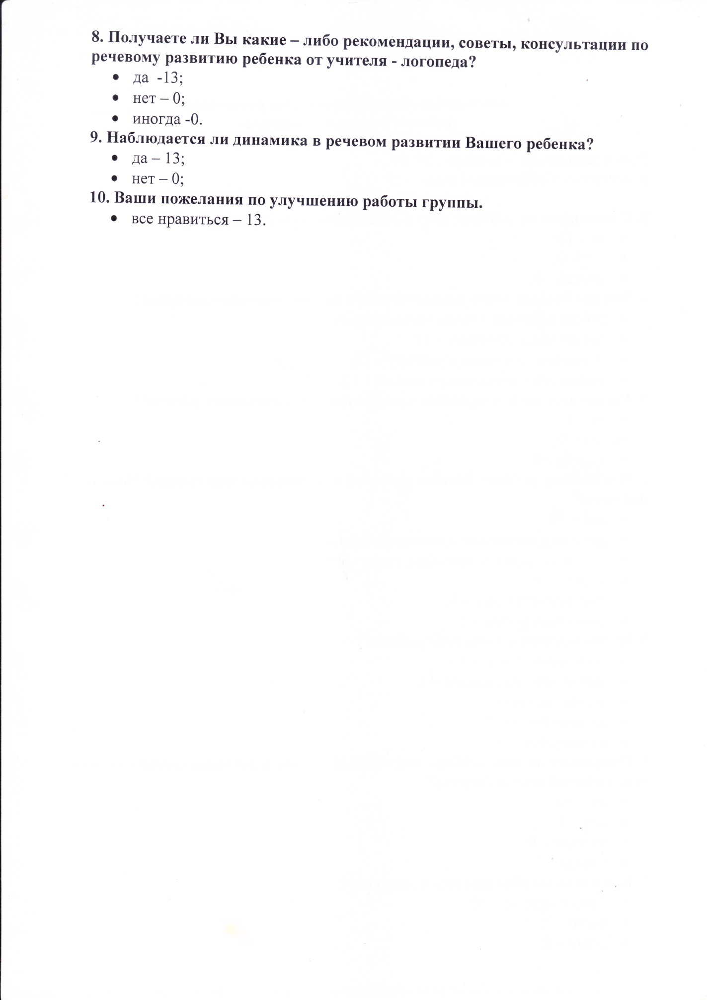 8. Получаете ли Вы какие – либо рекомендации, советы, консультации по
речевому развитию ребенка от учителя - логопеда?
• да -13;
• нет – 0;
• иногда -0.
9. Наблюдается ли динамика в речевом развитии Вашего ребенка?
• да – 13;
• нет – 0;
10. Ваши пожелания по улучшению работы группы.
• все нравиться – 13.